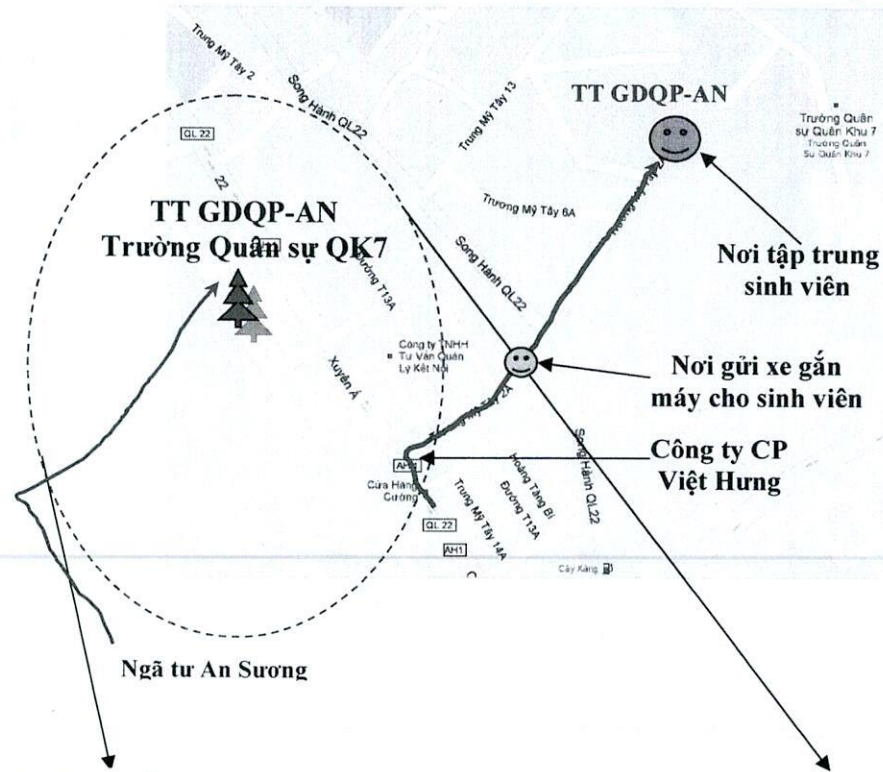 Trung Mỹ Tây 2
Song Hành QL22
Trung Mỹ Tây 13
TT GDQP-AN
Trường Quân
sự Quân Khu 7
Trường Quân
Sự Quân Khu 7
QL 22
22
TT GDQP-AN
Trường Quân sự QK7
Trương Mỹ Tây 6A
Song Hành QL22
Nơi tập trung
sinh viên
Đường T13A
Công ty TNHH
Tư Vấn Quản
Lý Kết Nối
Xuyên Á
Nơi gửi xe gắn
máy cho sinh viên
Song Hành QL22
Công ty CP
Việt Hưng
AH1
Cửa Hàng
Cường
Hoàng Tăng Bí
Đường T13A
Trung Mỹ Tây 14A
QL 22
AH1
C
Cây Xăng
Ngã tư An Sương